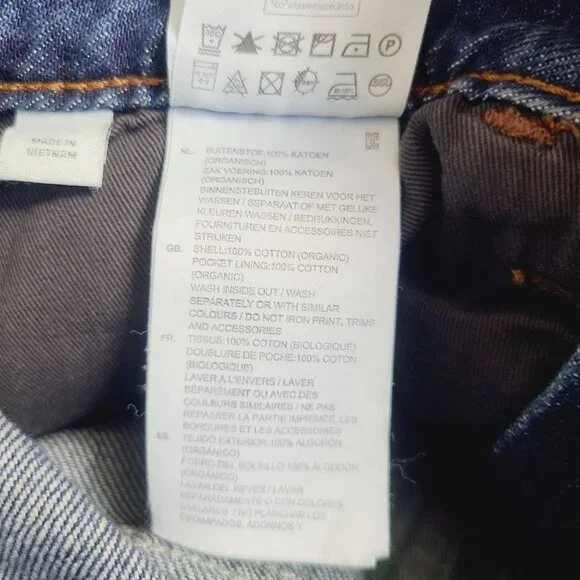 clevercare.info
P
MADE IN
VIETNAM
NL: BUITENSTOF:100% KATOEN
(ORGANISCH)
ZAK VOERING:100% KATOEN
(ORGANISCH)
BINNENSTEBUITEN KEREN VOOR HET
WASSEN / SEPARAAT OF MET GELIJKE
KLEUREN WASSEN / BEDRUKKINGEN,
FOURNITUREN EN ACCESSOIRES NIET
STRIJKEN
GB: SHELL:100% COTTON (ORGANIC)
POCKET LINING:100% COTTON
(ORGANIC)
WASH INSIDE OUT / WASH
SEPARATELY OR WITH SIMILAR
COLOURS / DO NOT IRON PRINT, TRIMS
AND ACCESSORIES
FR: TISSUS:100% COTON (BIOLOGIQUE)
DOUBLURE DE POCHE:100% COTON
(BIOLOGIQUE)
LAVER A L'ENVERS / LAVER
SÉPARÉMENT OU AVEC DES
COULEURS SIMILAIRES / NE PAS
REPASSER LA PARTIE IMPRIMÉE, LES
BORDURES ET LES ACCESSOIRES
ES: TEJIDO EXTERIOR:100% ALGODÓN
(ORGÁNICO)
FORRO DEL BOLSILLO:100% ALGODÓN
(ORGÁNICO)
LAVAR DEL REVÉS / LAVAR
SEPARADAMENTE O CON COLORES
SIMILARES / NO PLANCHAR LOS
ESTAMPADOS, ADORNOS Y